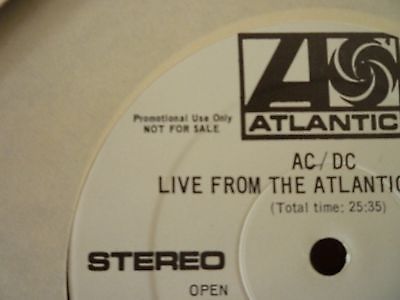 Promotional Use Only
NOT FOR SALE
ATLANTIC
AC/DC
LIVE FROM THE ATLANTIC
(Total time: 25:35)
STEREO
OPEN